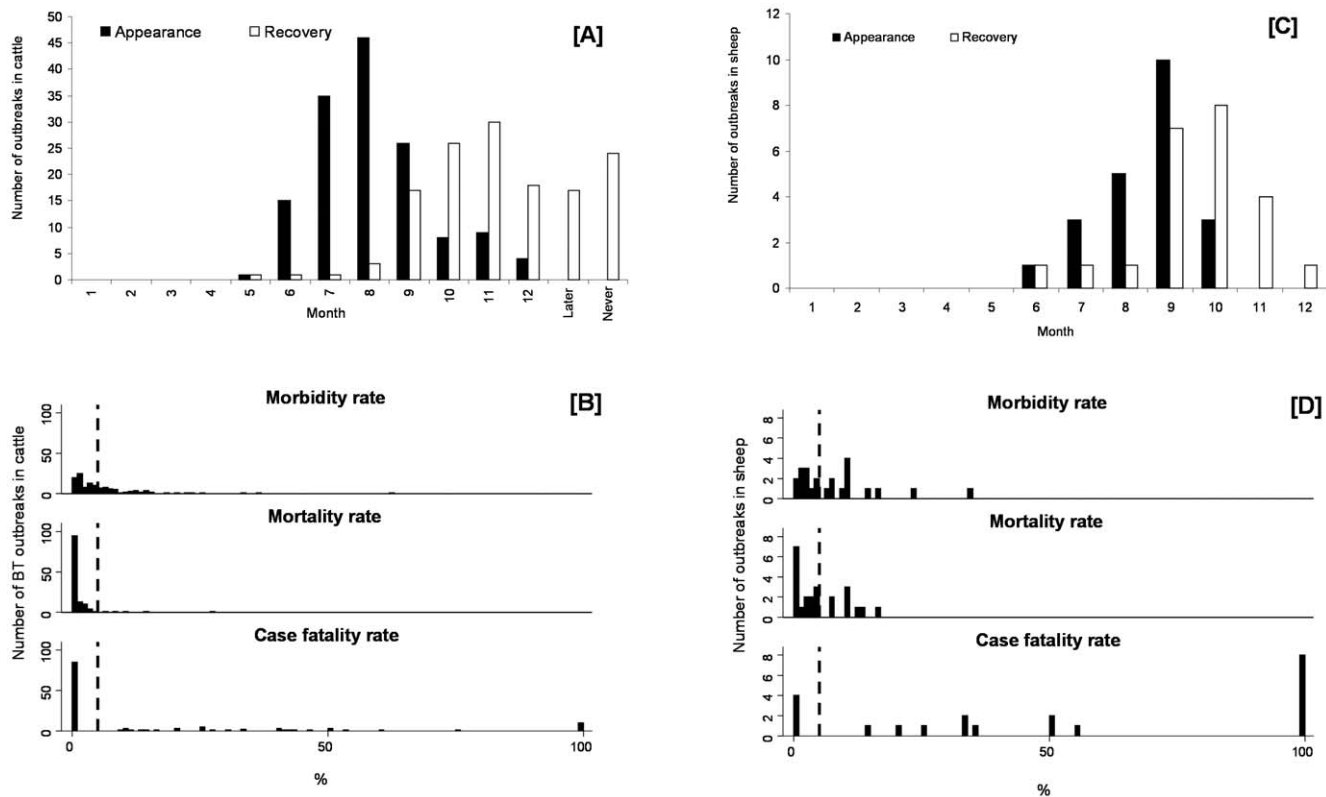 Number of outbreaks in cattle
50
45
40
35
30
25
20
15
10
5
0
Appearance Recovery
[A]
1 2 3 4 5 6 7 8 9 10 11 12 Later Never
Month
Number of outbreaks in sheep
12
10
8
6
4
2
0
Appearance Recovery
[C]
1 2 3 4 5 6 7 8 9 10 11 12
Month
Number of BT outbreaks in cattle
[B]
Morbidity rate
0 50 100
Mortality rate
0 50 100
Case fatality rate
0 50 100
0 50 100
%
Number of outbreaks in sheep
[D]
Morbidity rate
0 2 4 6 8
Mortality rate
0 2 4 6 8
Case fatality rate
0 2 4 6 8
0 50 100
%